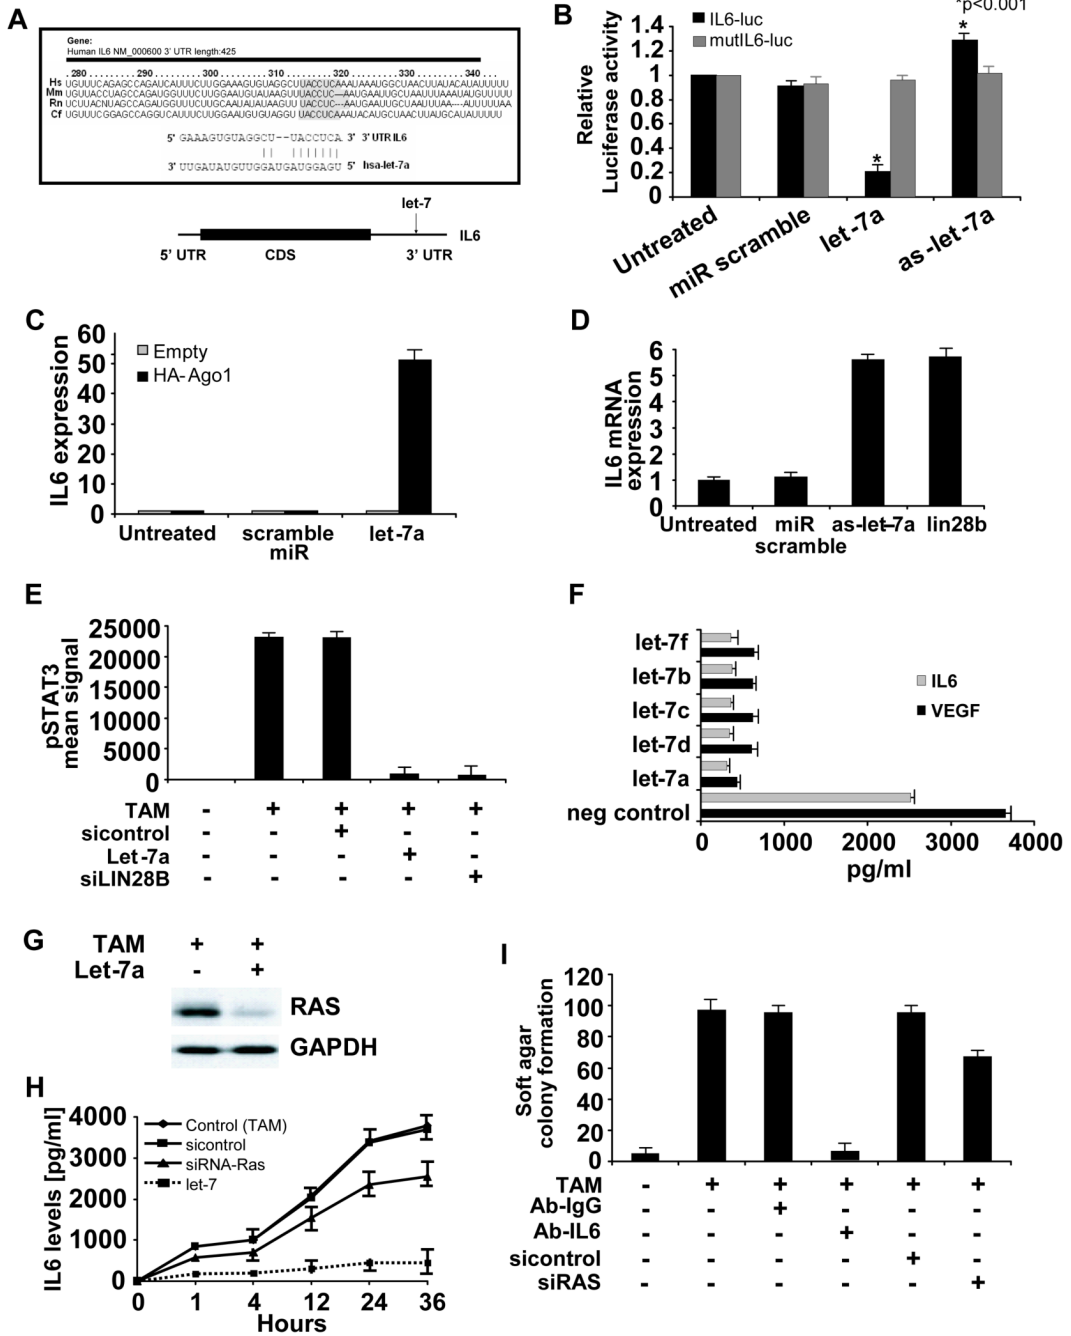 A
Gene:
Human IL6 NM_000600 3' UTR length:425
280 290 300 310 320 330 340
Hs
Mm
Rn
Cf
5' GAAAGUGUAGGCU--UACCUCA 3' 3' UTR IL6
3' UUGAUAUGUUGGAUGAUGGAGU 5' hsa-let-7a
let-7
IL6
5' UTR CDS 3' UTR
B
*p<0.001
IL6-luc
mutIL6-luc
Relative
Luciferase activity
1.4
1.2
1
0.8
0.6
0.4
0.2
0
*
*
Untreated miR scramble let-7a as-let-7a
C
IL6 expression
60
50
40
30
20
10
0
Empty
HA-Ago1
Untreated scramble let-7a
miR
D
IL6 mRNA
expression
6
5
4
3
2
1
0
Untreated miR as-let-7a lin28b
scramble
E
pSTAT3
mean signal
25000
20000
15000
10000
5000
0
TAM - + + + +
sicontrol - - + - -
Let-7a - - - + -
siLIN28B - - - - +
F
let-7f
let-7b
let-7c
let-7d
let-7a
neg control
IL6
VEGF
0 1000 2000 3000 4000
pg/ml
G
TAM + +
Let-7a - +
RAS
GAPDH
H
IL6 levels [pg/ml]
4000
3000
2000
1000
0
Control (TAM)
sicontrol
siRNA-Ras
let-7
0 1 4 12 24 36
Hours
I
Soft agar
colony formation
120
100
80
60
40
20
0
TAM - + + + + +
Ab-IgG - - + - - -
Ab-IL6 - - - + - -
sicontrol - - - - + -
siRAS - - - - - +